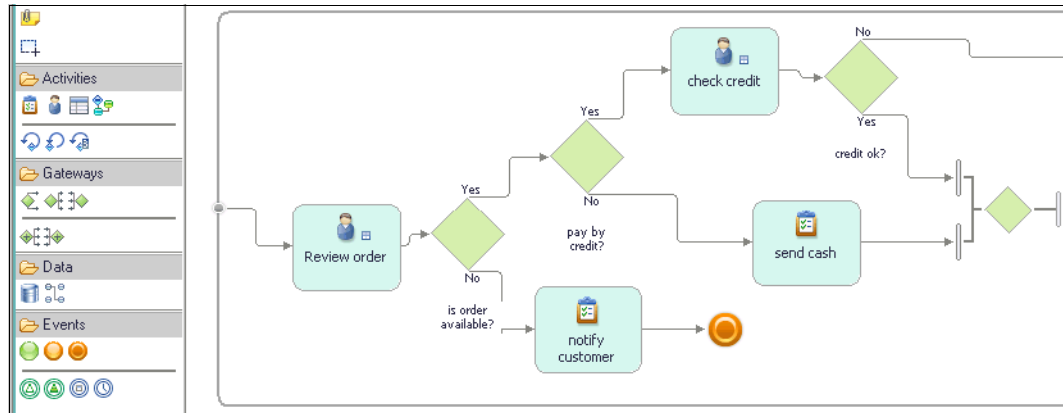 Activities
Gateways
Data
Events
No
check credit
Yes
Yes
credit ok?
Yes
No
Review order
pay by
credit?
send cash
No
is order
available?
notify
customer